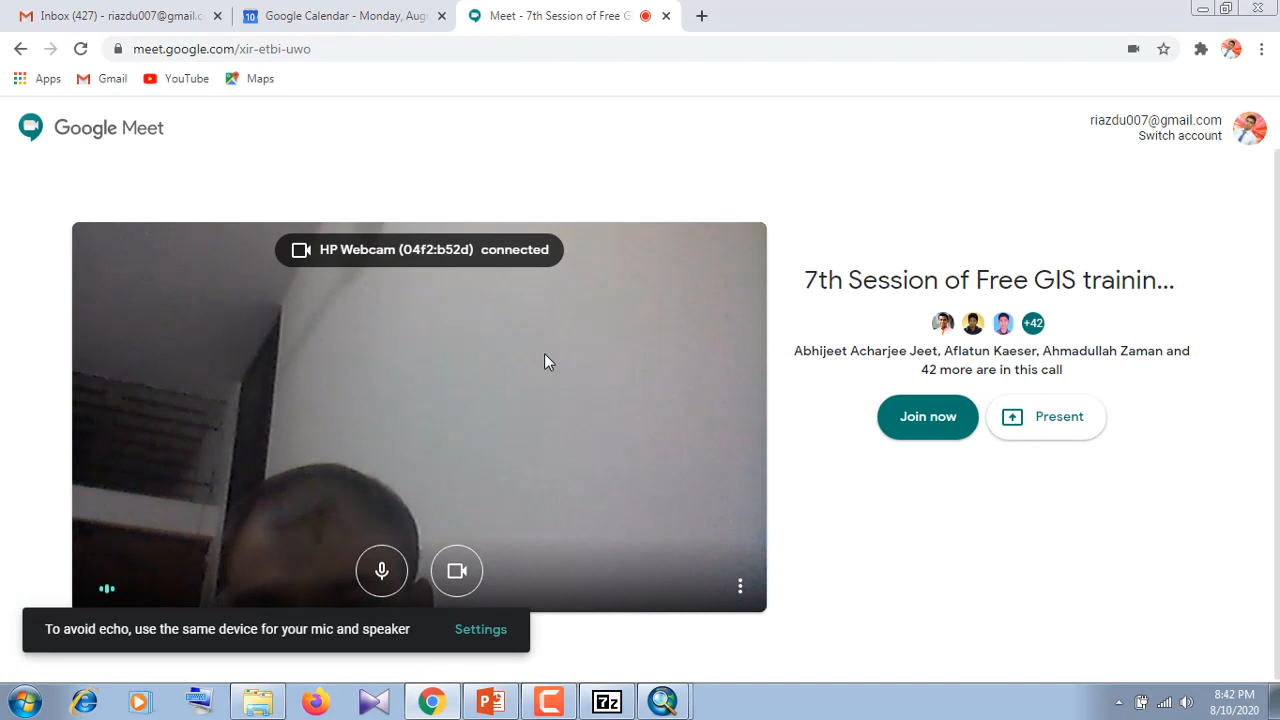 Inbox (427) - riazdu007@gmail.c
Google Calendar - Monday, Aug
Meet - 7th Session of Free GIS
meet.google.com/xir-etbi-uwo
Apps
Gmail
YouTube
Maps
Google Meet
riazdu007@gmail.com
Switch account
HP Webcam (04f2:b52d) connected
7th Session of Free GIS trainin...
+42
Abhijeet Acharjee Jeet, Aflatun Kaeser, Ahmadullah Zaman and
42 more are in this call
Join now
Present
To avoid echo, use the same device for your mic and speaker
Settings
7z
8:42 PM
8/10/2020